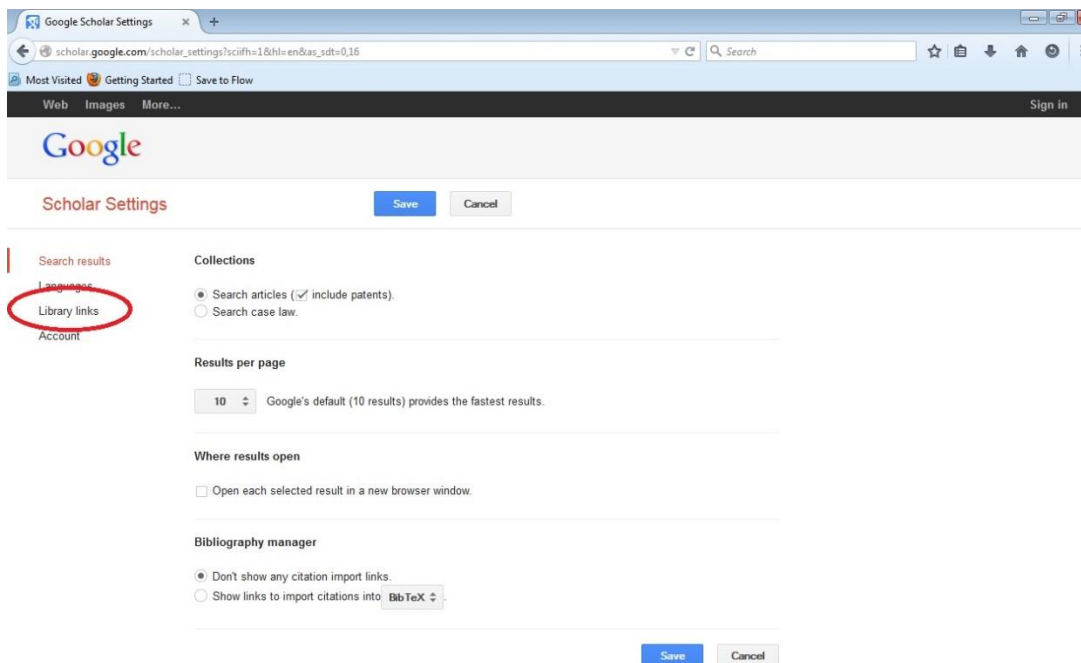 Google Scholar Settings
scholar.google.com/scholar_settings?sciifh=1&hl=en&as_sdt=0,16
Search
Most Visited Getting Started Save to Flow
Web Images More...
Sign in
Google
Scholar Settings
Save Cancel
Search results
Languages
Library links
Account
Collections
Search articles (include patents).
Search case law.
Results per page
10 Google's default (10 results) provides the fastest results.
Where results open
Open each selected result in a new browser window.
Bibliography manager
Don't show any citation import links.
Show links to import citations into BibTeX .
Save Cancel